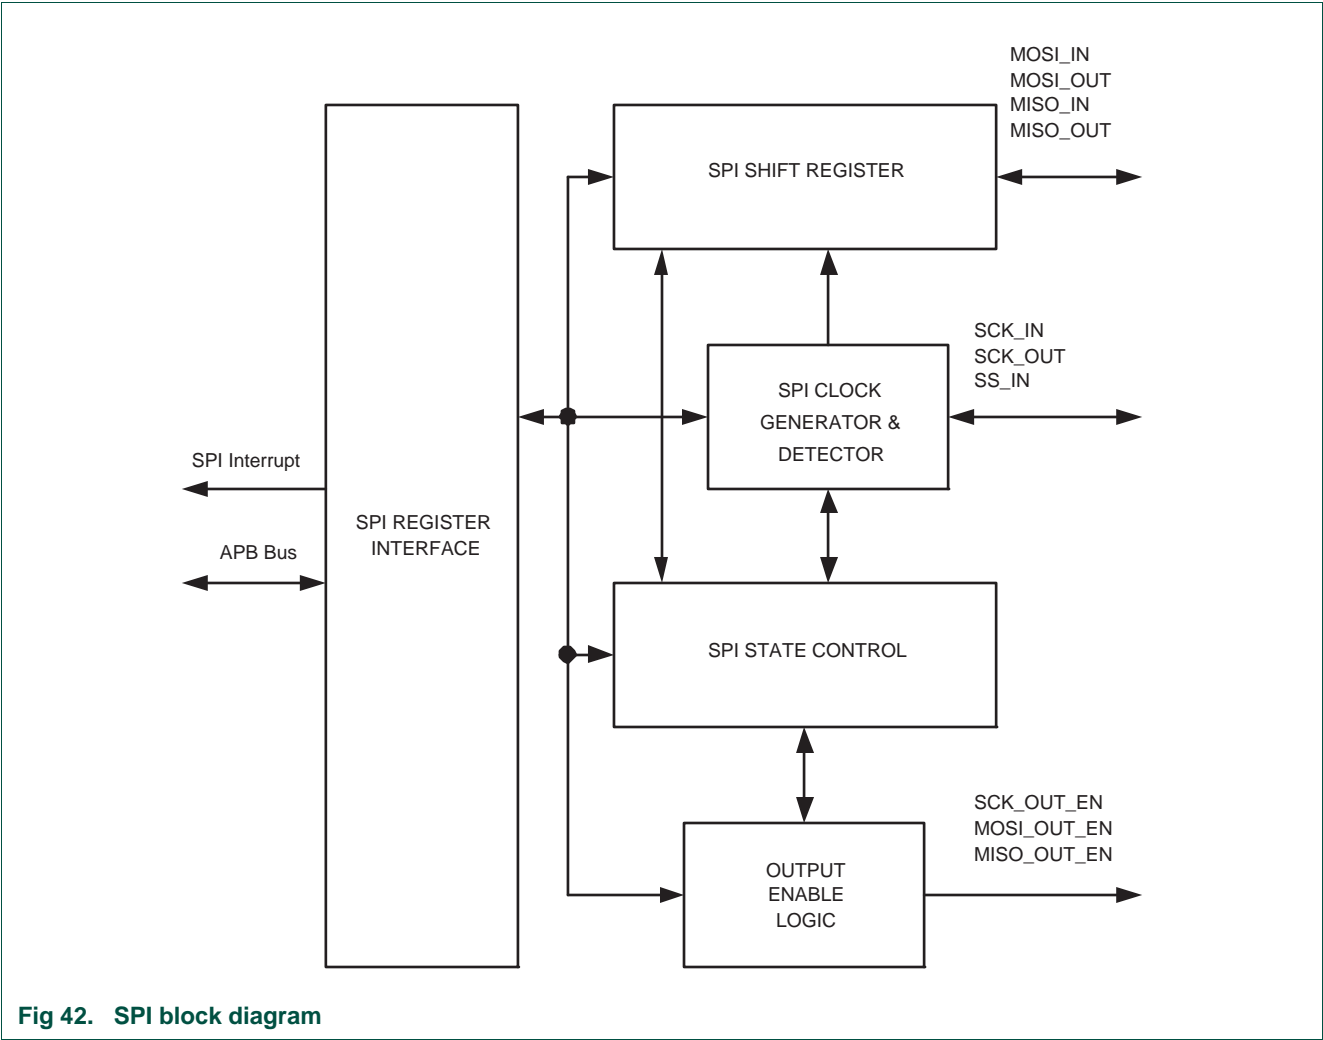 MOSI_IN
MOSI_OUT
MISO_IN
MISO_OUT
SPI SHIFT REGISTER
SCK_IN
SCK_OUT
SS_IN
SPI CLOCK
GENERATOR &
DETECTOR
SPI Interrupt
APB Bus
SPI REGISTER
INTERFACE
SPI STATE CONTROL
SCK_OUT_EN
MOSI_OUT_EN
MISO_OUT_EN
OUTPUT
ENABLE
LOGIC
Fig 42. SPI block diagram